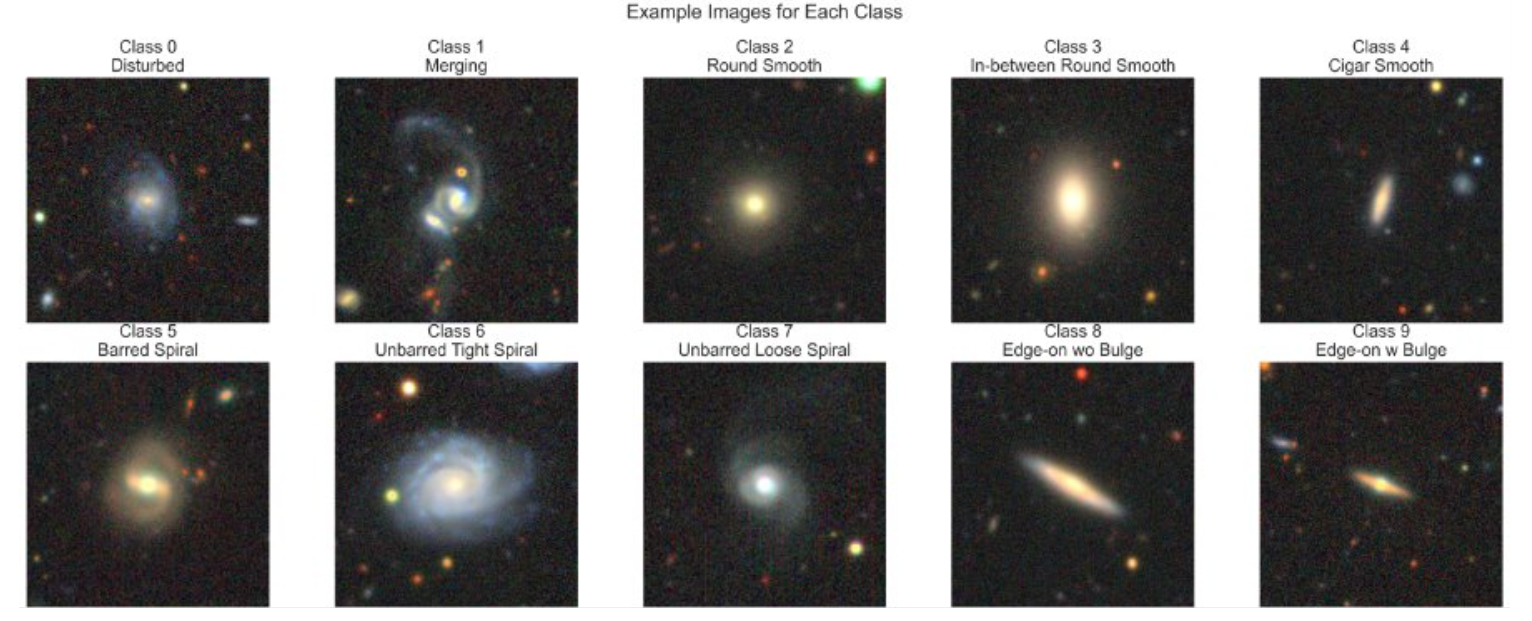 Example Images for Each Class
Class 0
Disturbed
Class 1
Merging
Class 2
Round Smooth
Class 3
In-between Round Smooth
Class 4
Cigar Smooth
Class 5
Barred Spiral
Class 6
Unbarred Tight Spiral
Class 7
Unbarred Loose Spiral
Class 8
Edge-on wo Bulge
Class 9
Edge-on w Bulge